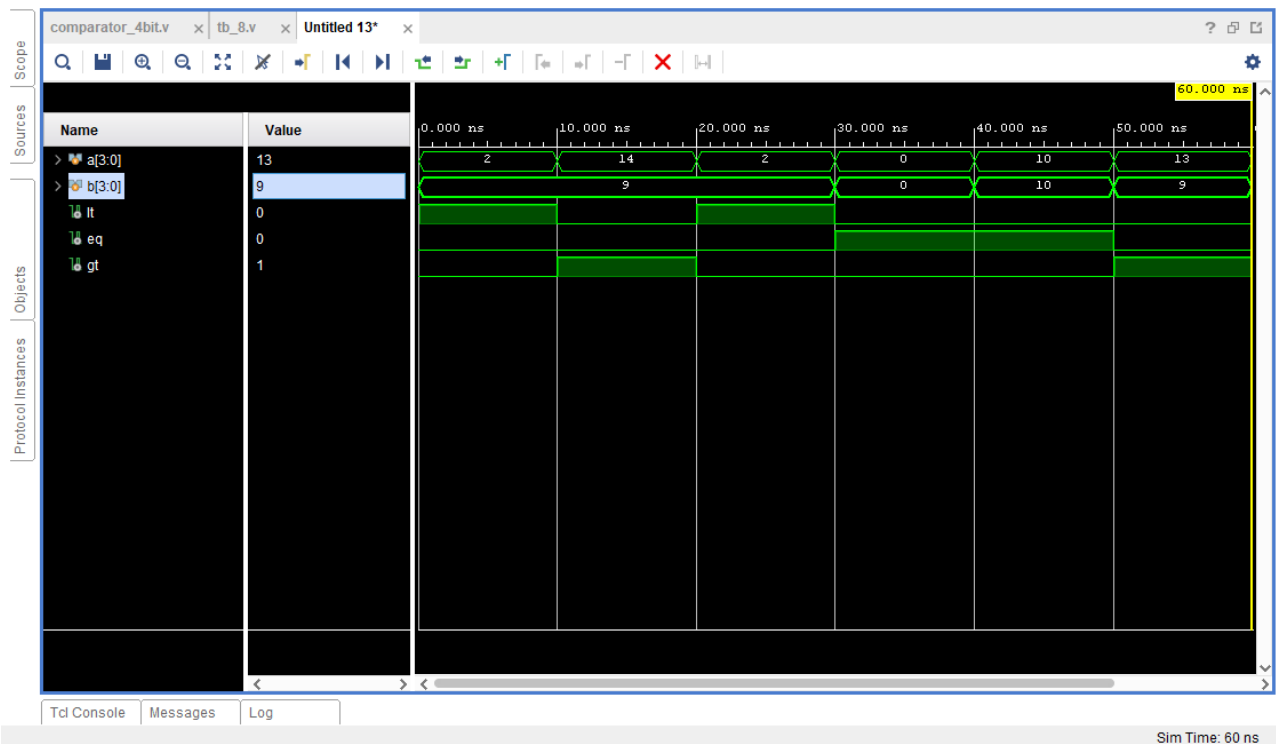 comparator_4bit.v × tb_8.v × Untitled 13* ×
Scope
Sources
Objects
Protocol Instances
60.000 ns
Name Value
0.000 ns 10.000 ns 20.000 ns 30.000 ns 40.000 ns 50.000 ns
a[3:0] 13 2 14 2 0 10 13
b[3:0] 9 9 0 10 9
lt 0
eq 0
gt 1
Tcl Console Messages Log
Sim Time: 60 ns